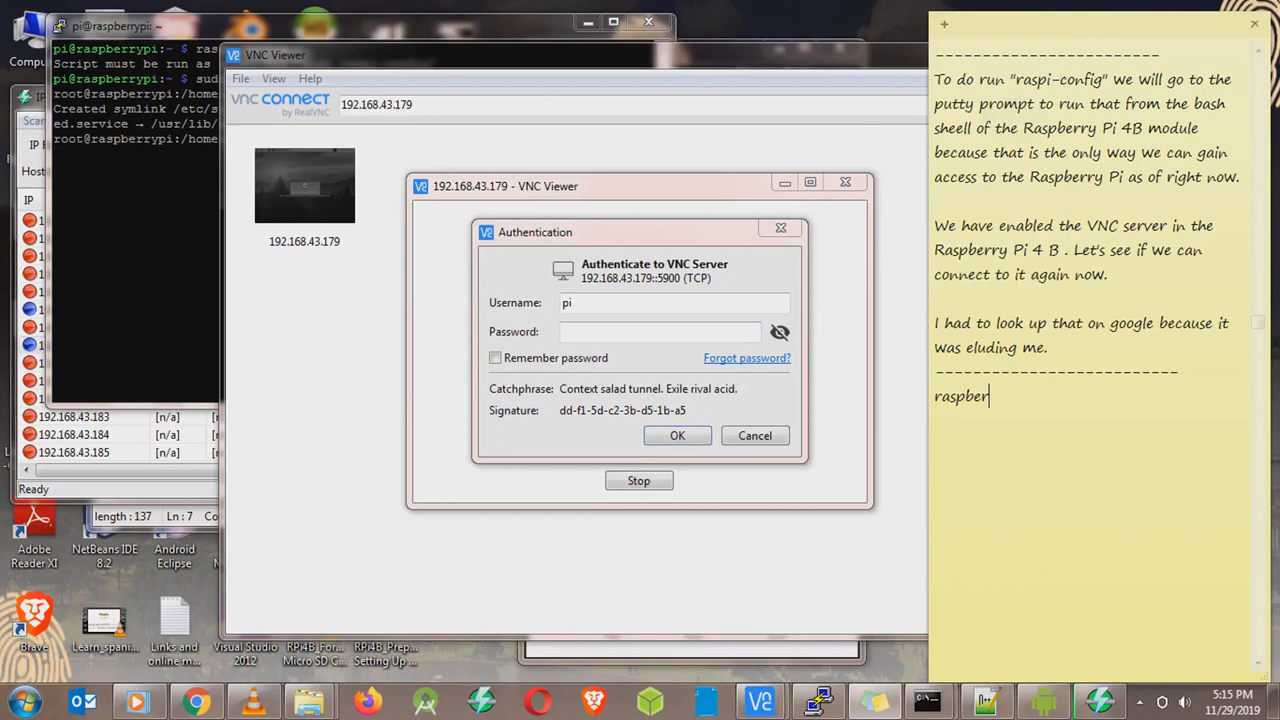 pi@raspberrypi: ~
pi@raspberrypi:~ $ ras
Script must be run as
pi@raspberrypi:~ $ sud
root@raspberrypi:/home
Created symlink /etc/s
ed.service → /usr/lib/
root@raspberrypi:/home
VNC Viewer
File View Help
vnc connect
by REALVNC
192.168.43.179
192.168.43.179
192.168.43.179 - VNC Viewer
Authentication
Authenticate to VNC Server
192.168.43.179::5900 (TCP)
Username: pi
Password:
Remember password
Forgot password?
Catchphrase: Context salad tunnel. Exile rival acid.
Signature: dd-f1-5d-c2-3b-d5-1b-a5
OK Cancel
Stop
+
-------------------------
To do run "raspi-config" we will go to the
putty prompt to run that from the bash
sheell of the Raspberry Pi 4B module
because that is the only way we can gain
access to the Raspberry Pi as of right now.
We have enabled the VNC server in the
Raspberry Pi 4 B . Let's see if we can
connect to it again now.
I had to look up that on google because it
was eluding me.
---------------------------
raspber
Compu
IP
Scan
IP R
Host
IP
192.168.43.183 [n/a]
192.168.43.184 [n/a]
192.168.43.185 [n/a]
Ready
length : 137 Ln : 7 Co
Adobe
Reader XI
NetBeans IDE
8.2
Android
Eclipse
Brave
Learn_spani...
Links and
online m...
Visual Studio
2012
RPi4B_For...
Micro SD C...
RPi4B_Prep...
Setting Up ...
5:15 PM
11/29/2019